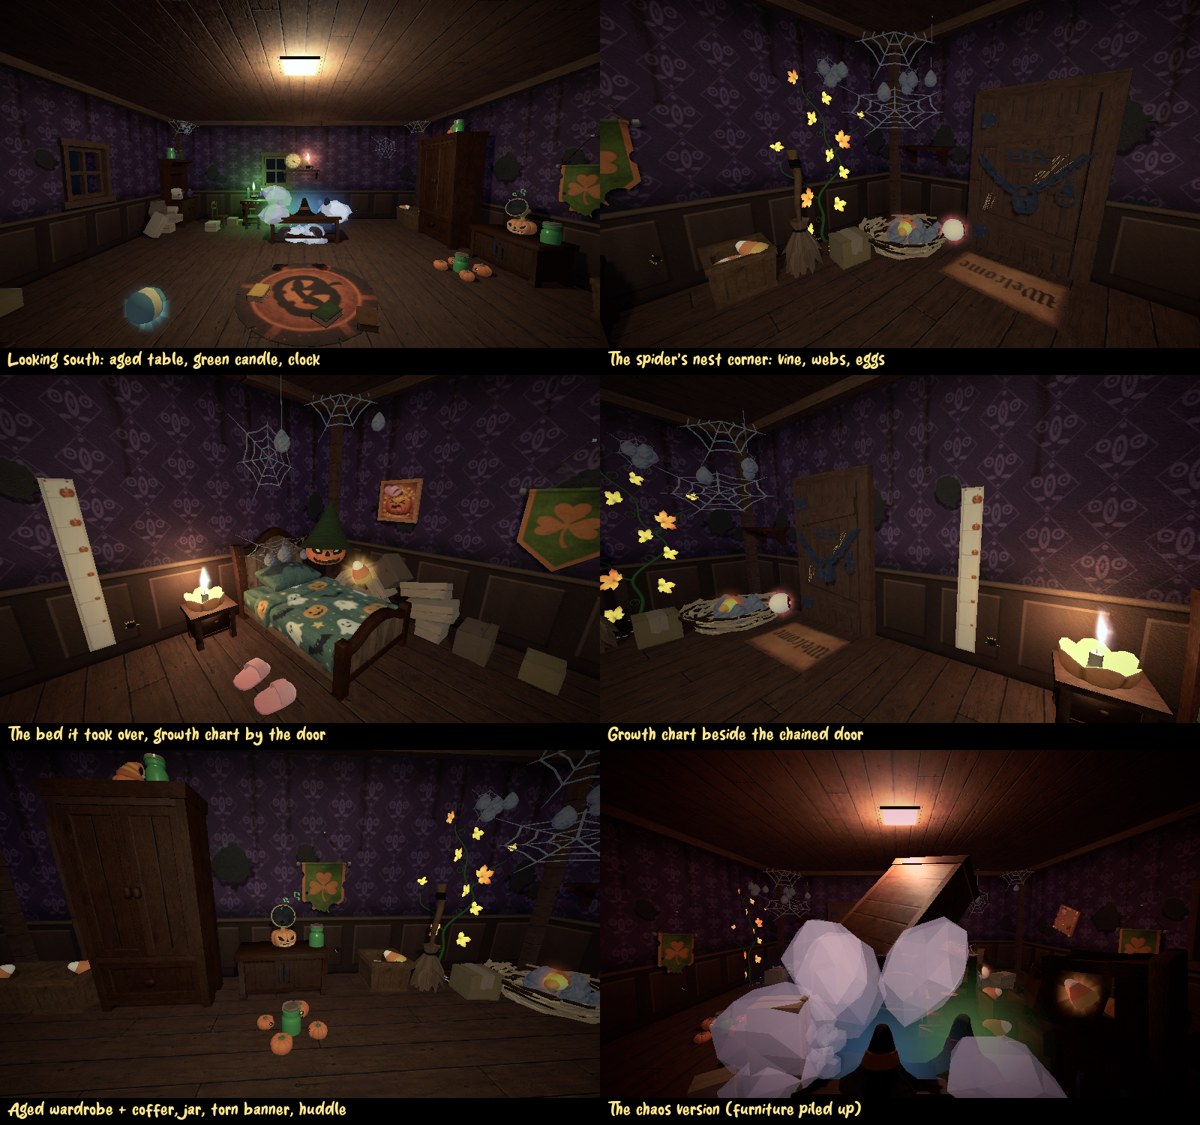 Looking south: aged table, green candle, clock
Welcome
The spider's nest corner: vine, webs, eggs
The bed it took over, growth chart by the door
Welcome
Growth chart beside the chained door
Aged wardrobe + coffer, jar, torn banner, huddle
The chaos version (furniture piled up)